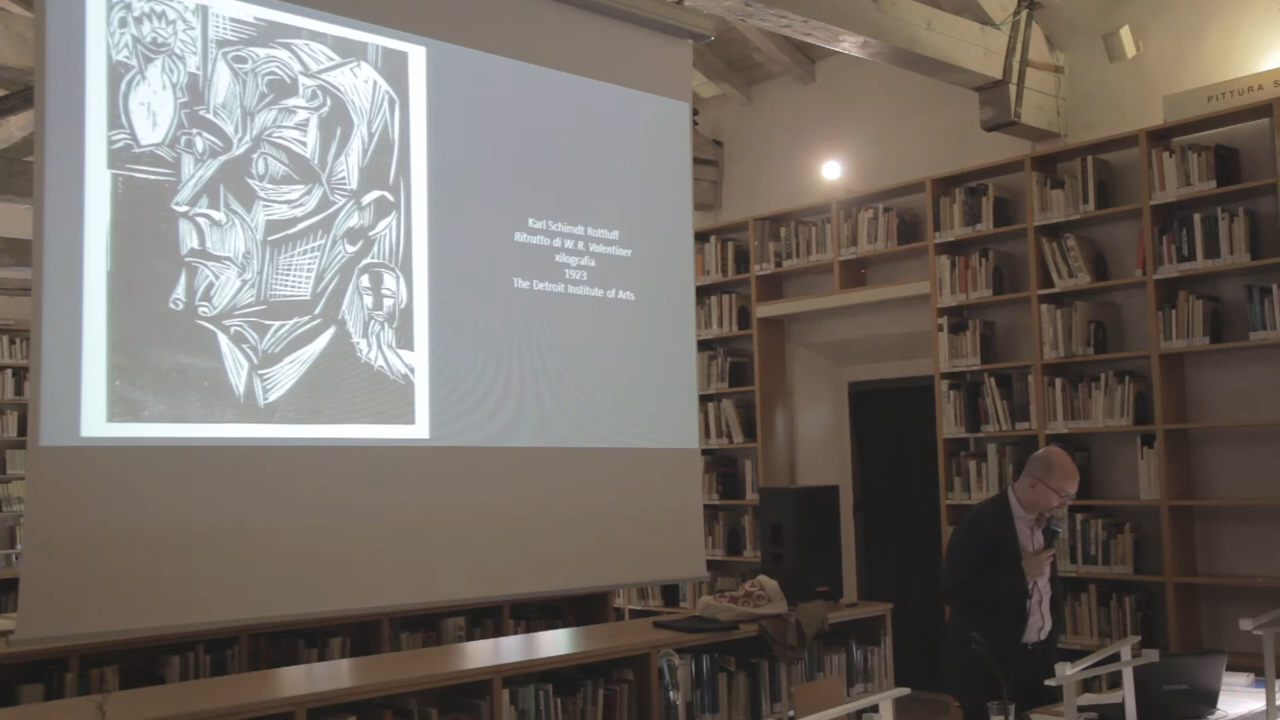 Karl Schimdt Rottluff
Ritratto di W. R. Valentiner
xilografia
1923
The Detroit Institute of Arts
PITTURA S